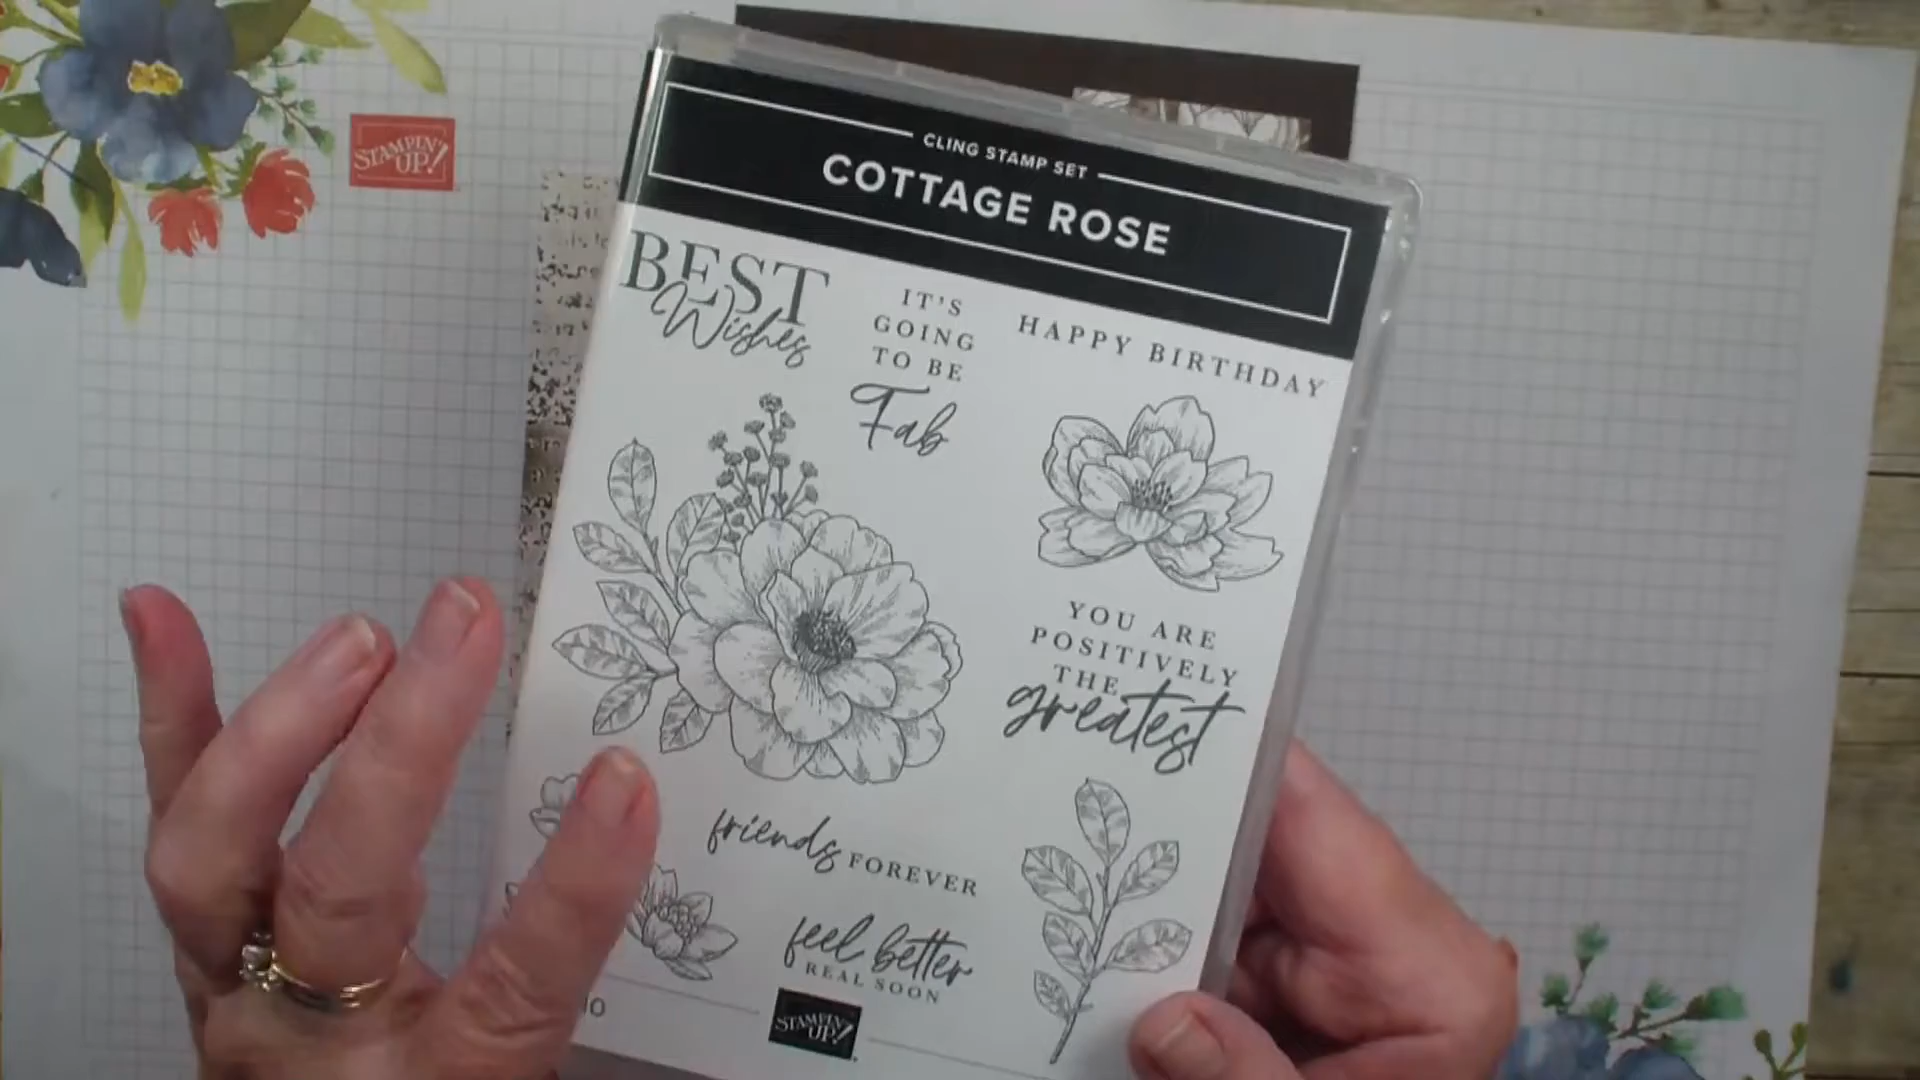 STAMPIN' UP!
CLING STAMP SET
COTTAGE ROSE
BEST
Wishes
IT'S
GOING
TO BE
Fab
HAPPY BIRTHDAY
YOU ARE
POSITIVELY
THE
greatest
friends FOREVER
feel better
REAL SOON
10
STAMPIN' UP!